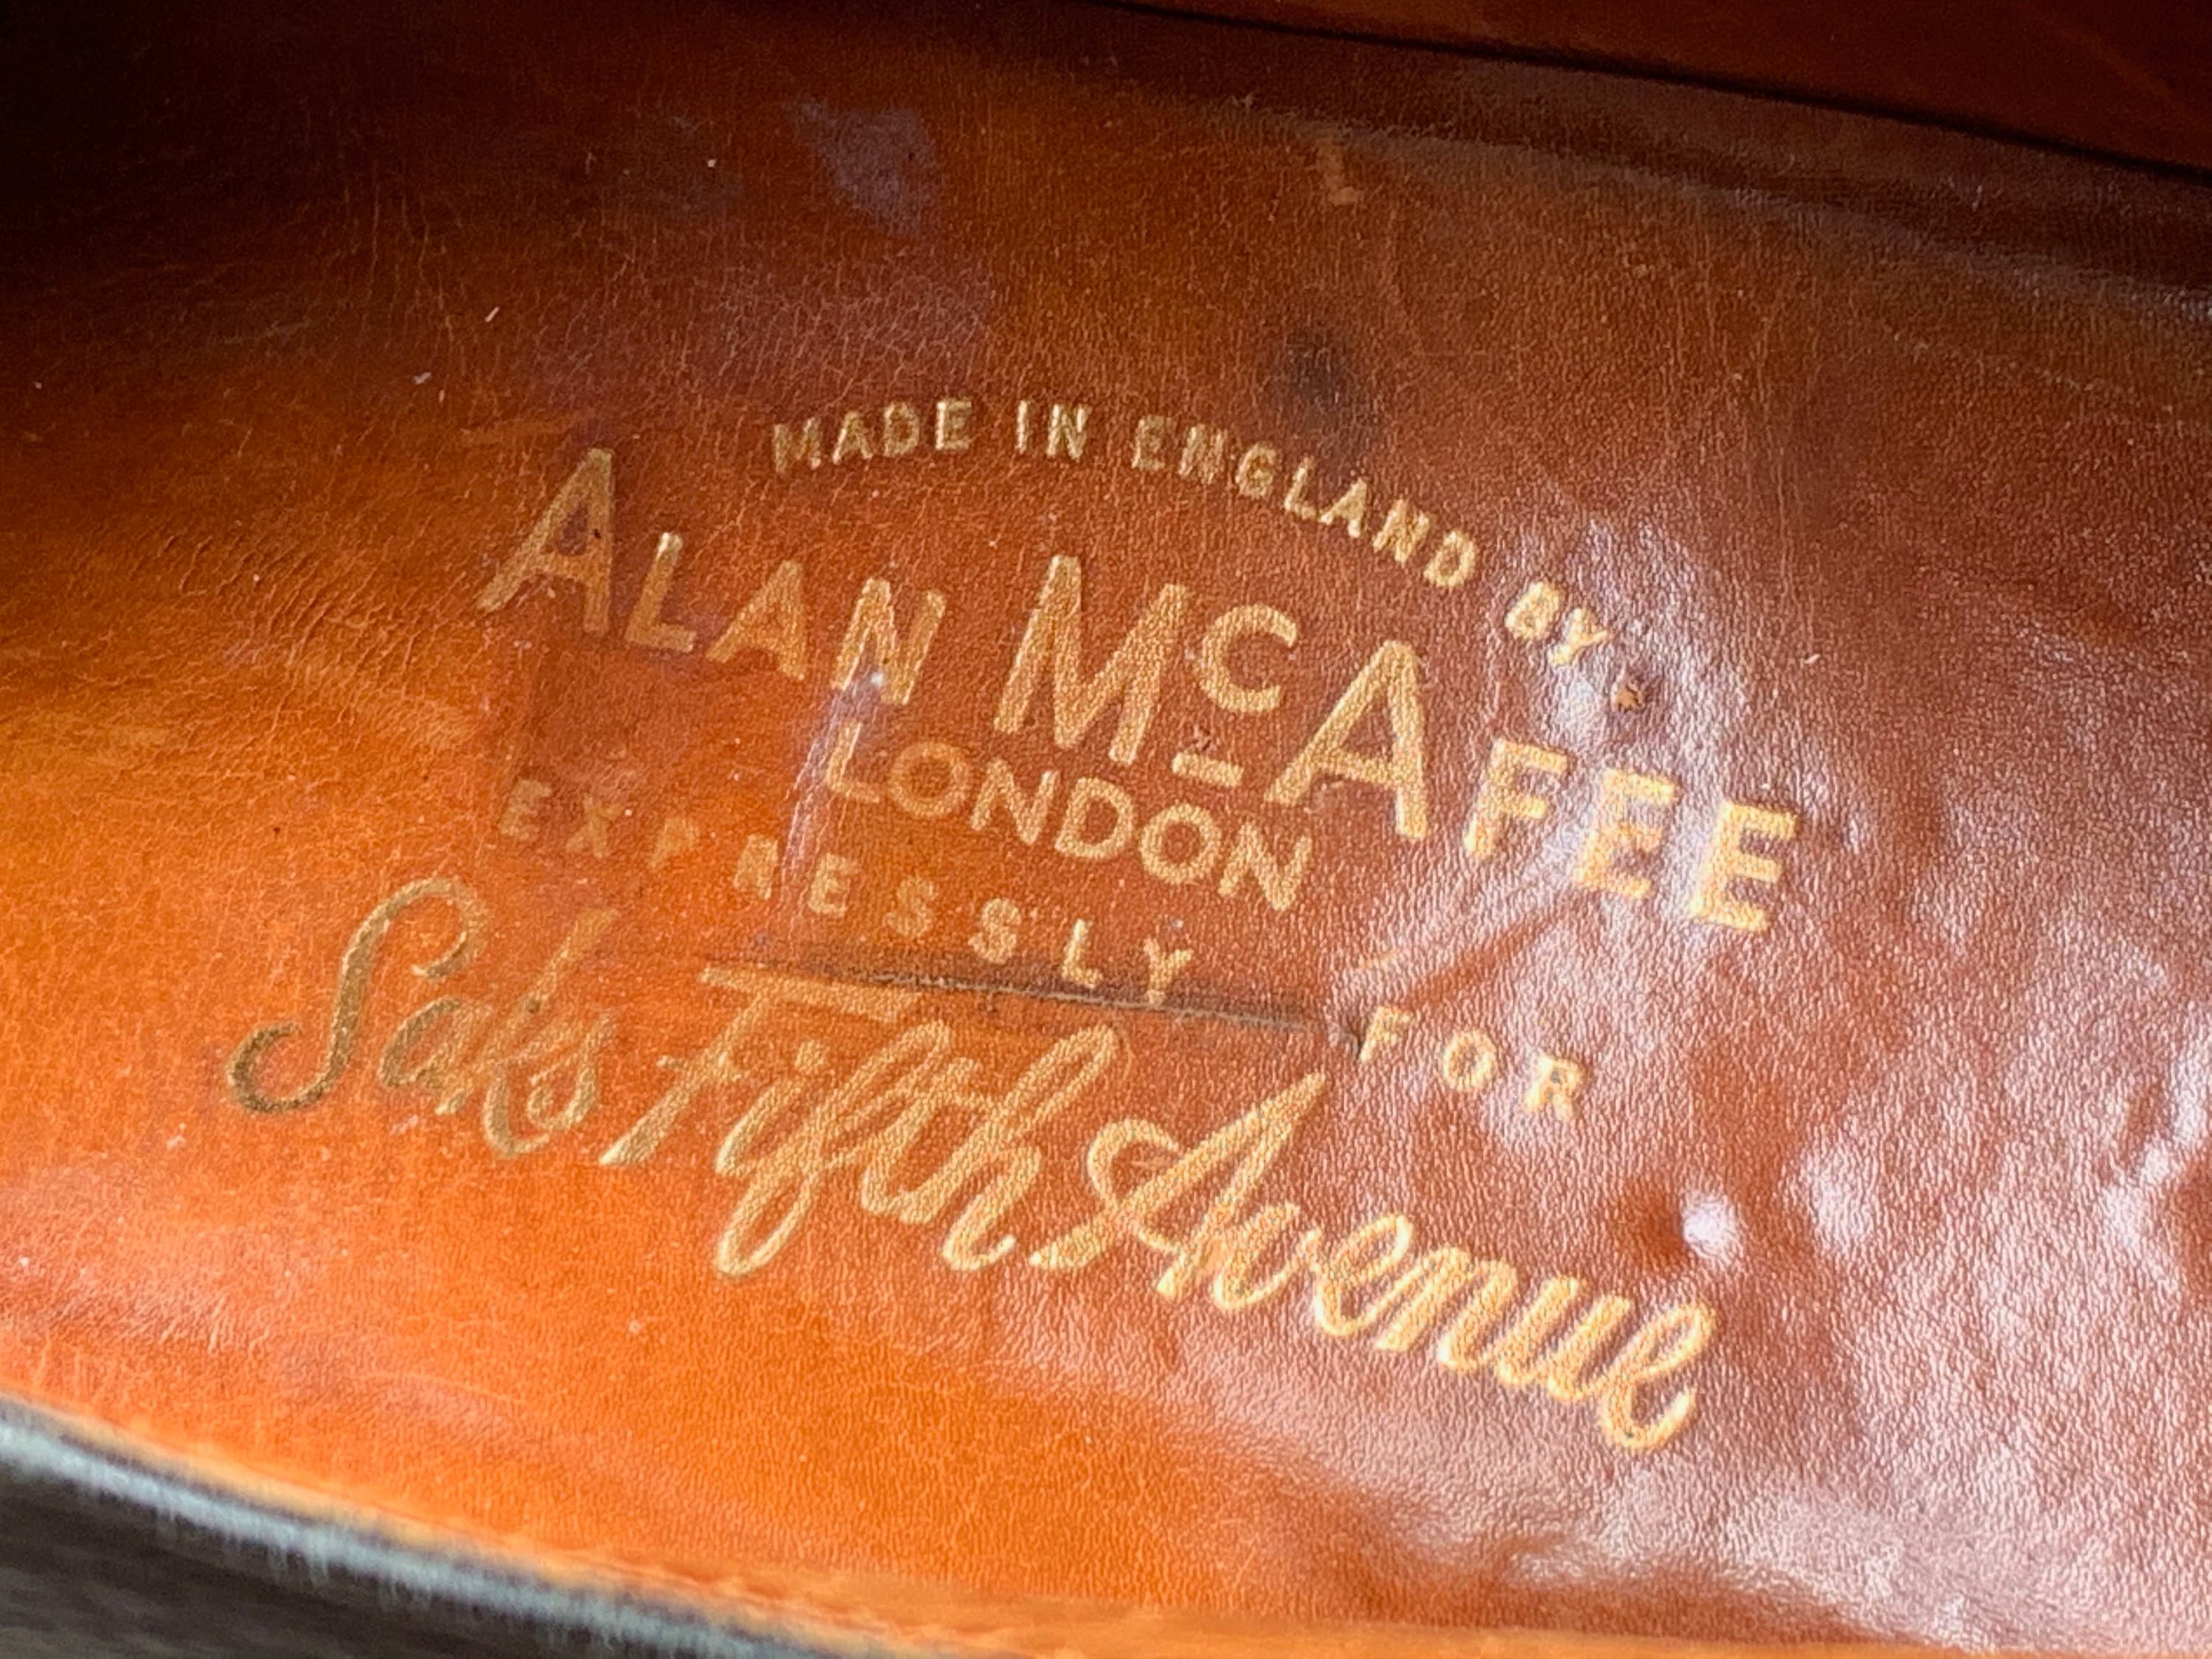 MADE IN ENGLAND BY
ALAN McAFEE
LONDON
EXPRESSLY FOR
Saks Fifth Avenue